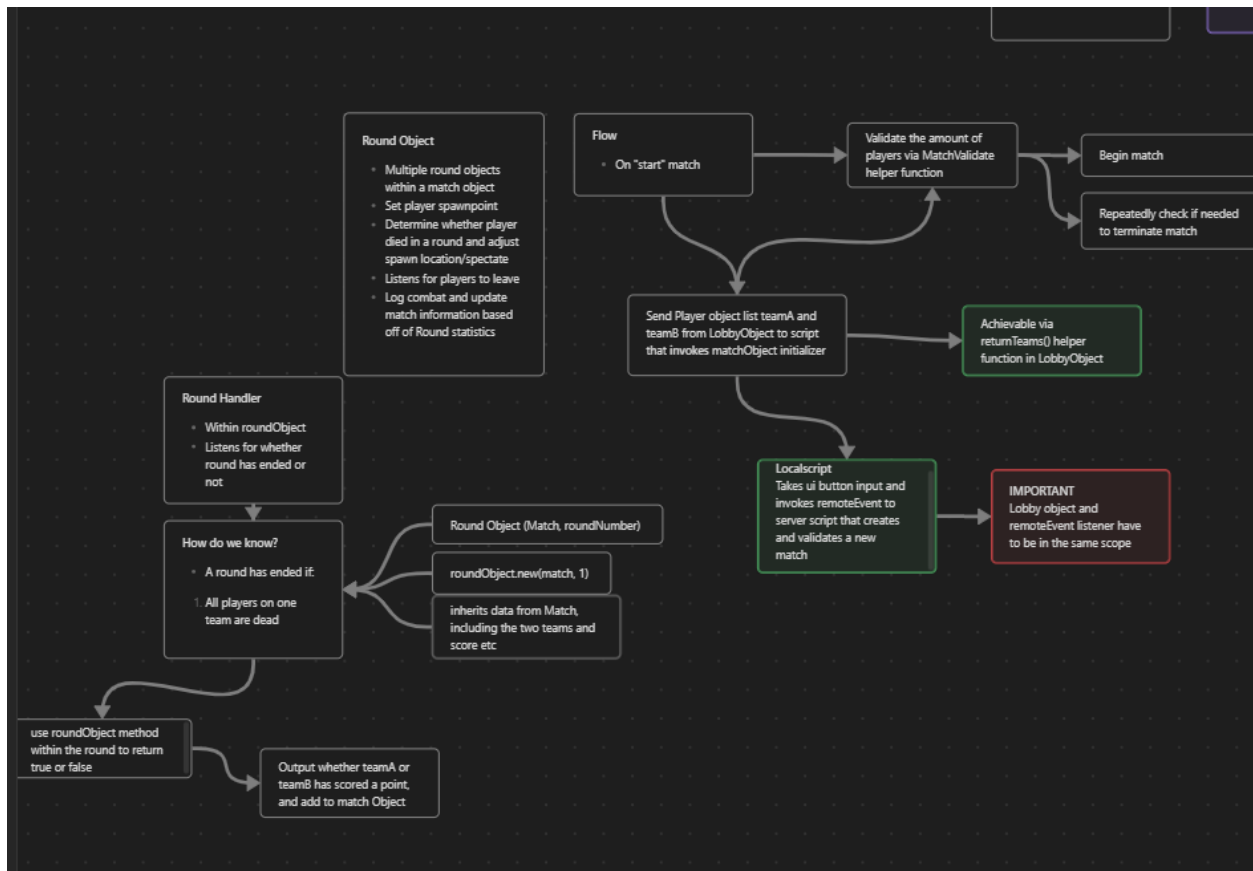 Round Object
Multiple round objects
within a match object
Set player spawnpoint
Determine whether player
died in a round and adjust
spawn location/spectate
Listens for players to leave
Log combat and update
match information based
off of Round statistics
Flow
On "start" match
Validate the amount of
players via MatchValidate
helper function
Begin match
Repeatedly check if needed
to terminate match
Send Player object list teamA and
teamB from LobbyObject to script
that invokes matchObject initializer
Achievable via
returnTeams() helper
function in LobbyObject
Localscript
Takes ui button input and
invokes remoteEvent to
server script that creates
and validates a new
match
IMPORTANT
Lobby object and
remoteEvent listener have
to be in the same scope
Round Handler
Within roundObject
Listens for whether
round has ended or
not
How do we know?
A round has ended if:
1. All players on one
team are dead
Round Object (Match, roundNumber)
roundObject.new(match, 1)
inherits data from Match,
including the two teams and
score etc
use roundObject method
within the round to return
true or false
Output whether teamA or
teamB has scored a point,
and add to match Object